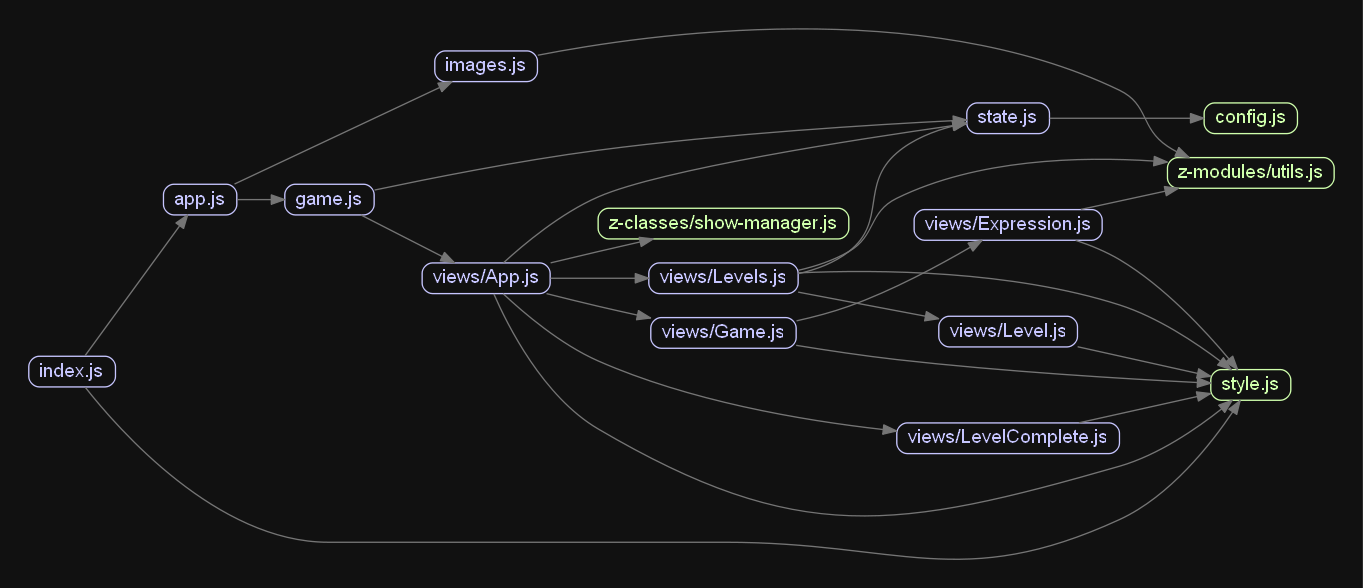 images.js
state.js
config.js
z-modules/utils.js
app.js
game.js
z-classes/show-manager.js
views/Expression.js
views/App.js
views/Levels.js
views/Game.js
views/Level.js
index.js
style.js
views/LevelComplete.js